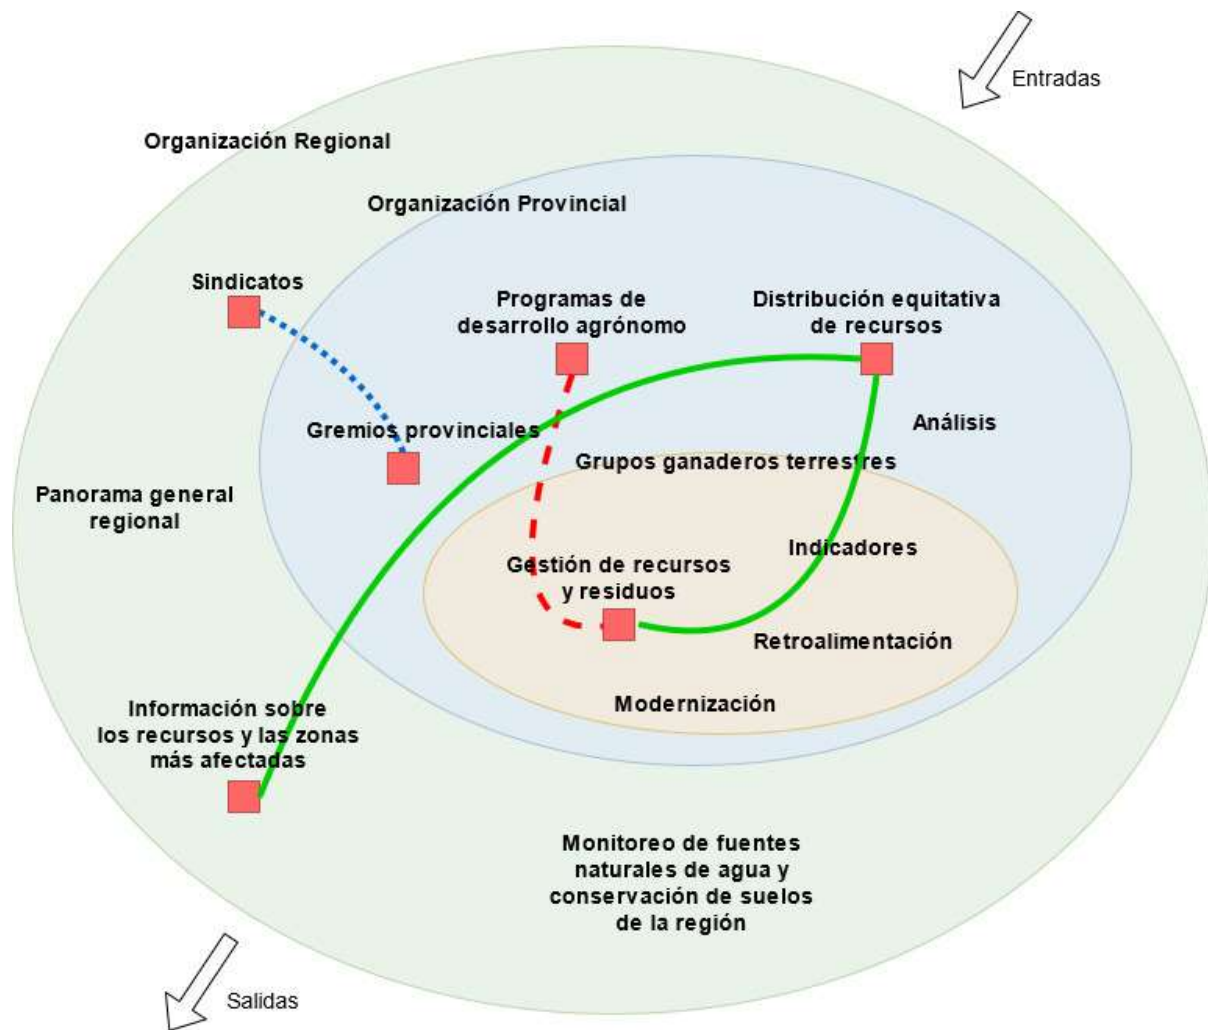 Entradas
Organización Regional
Organización Provincial
Sindicatos
Programas de
desarrollo agrónomo
Distribución equitativa
de recursos
Análisis
Gremios provinciales
Grupos ganaderos terrestres
Panorama general
regional
Indicadores
Gestión de recursos
y residuos
Retroalimentación
Modernización
Información sobre
los recursos y las zonas
más afectadas
Monitoreo de fuentes
naturales de agua y
conservación de suelos
de la región
Salidas